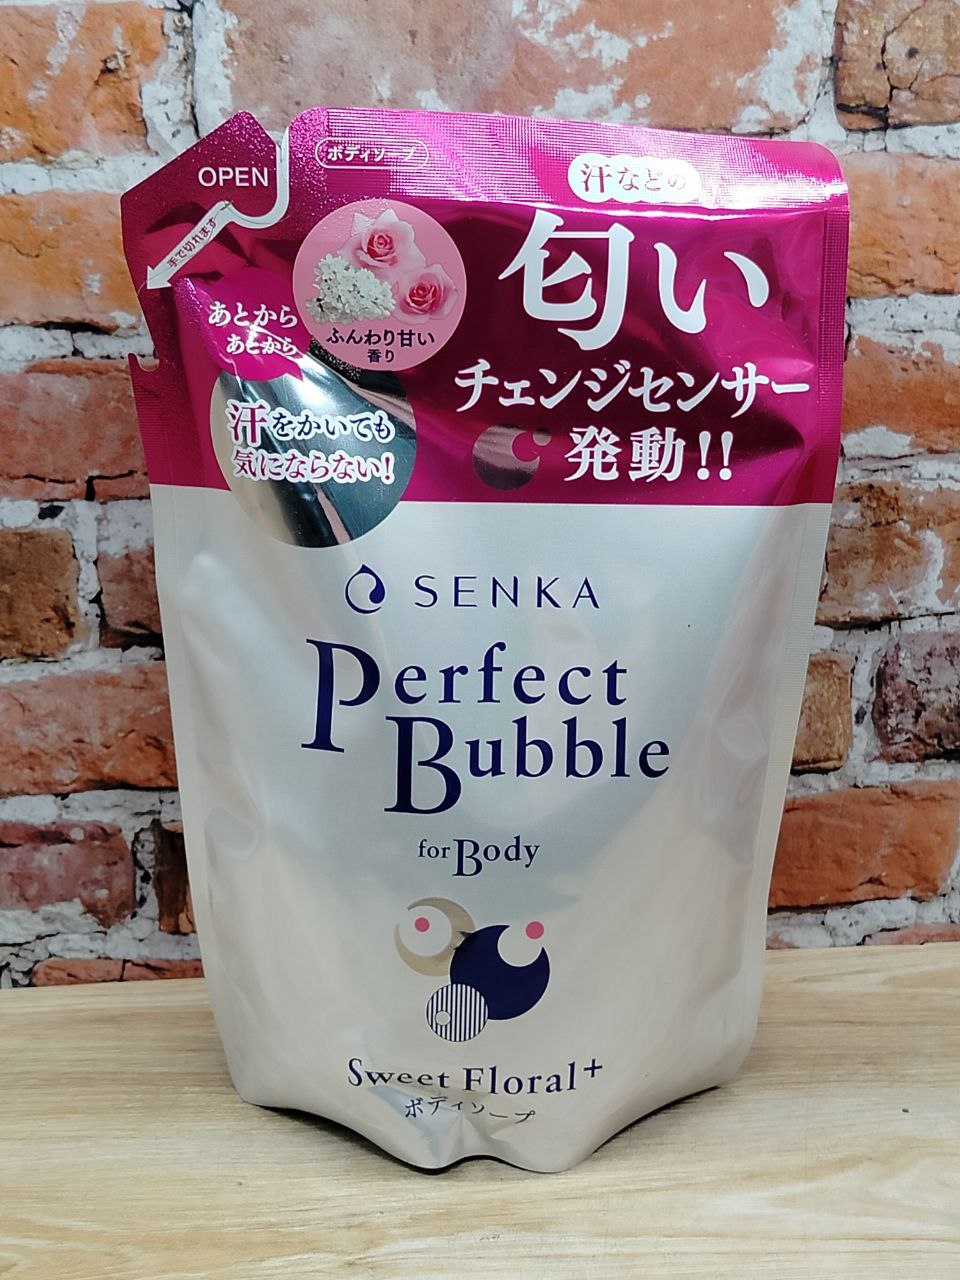 OPEN
手で切れます
ボディソープ
汗などの
匂い
チェンジセンサー
発動!!
ふんわり甘い
香り
あとから
あとから
汗をかいても
気にならない!
SENKA
Perfect
Bubble
for Body
Sweet Floral+
ボディソープ